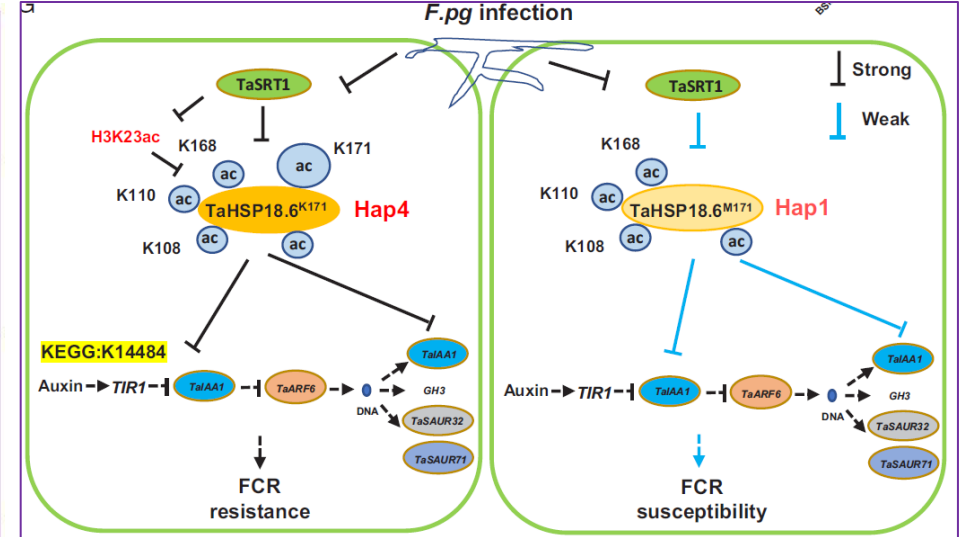 G
F.pg infection
TaSRT1
H3K23ac
K168
K171
ac
ac
K110
ac
TaHSP18.6K171
Hap4
K108
ac
ac
KEGG:K14484
Auxin
TIR1
TaIAA1
TaARF6
DNA
TaIAA1
GH3
TaSAUR32
TaSAUR71
FCR
resistance
TaSRT1
Strong
Weak
K168
ac
K110
ac
TaHSP18.6M171
Hap1
K108
ac
ac
Auxin
TIR1
TaIAA1
TaARF6
DNA
TaIAA1
GH3
TaSAUR32
TaSAUR71
FCR
susceptibility